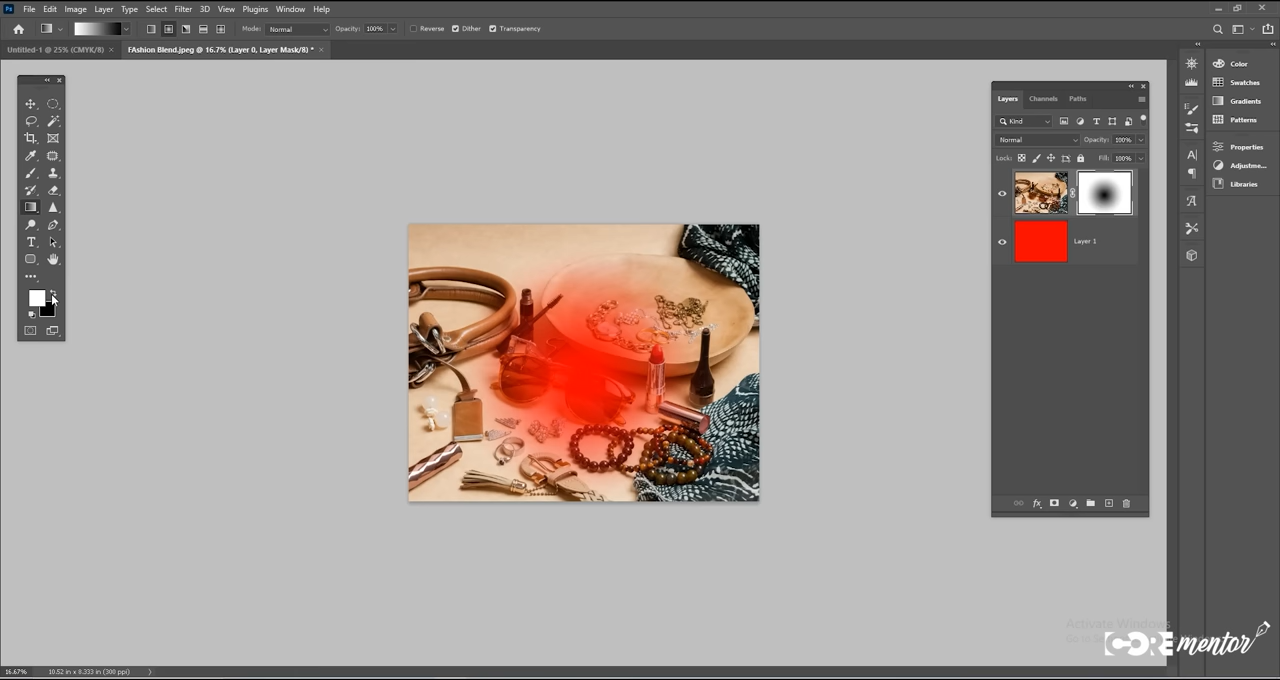 Ps File Edit Image Layer Type Select Filter 3D View Plugins Window Help
Mode: Normal Opacity: 100% Reverse Dither Transparency
Untitled-1 @ 25% (CMYK/8) × FAshion Blend.jpeg @ 16.7% (Layer 0, Layer Mask/8) * ×
Color
Swatches
Gradients
Patterns
Properties
Adjustme...
Libraries
Layers Channels Paths
Kind
Normal Opacity: 100%
Lock: Fill: 100%
Layer 1
fx
Activate Windows
COREmentor
16.67% 10.52 in x 8.333 in (300 ppi)